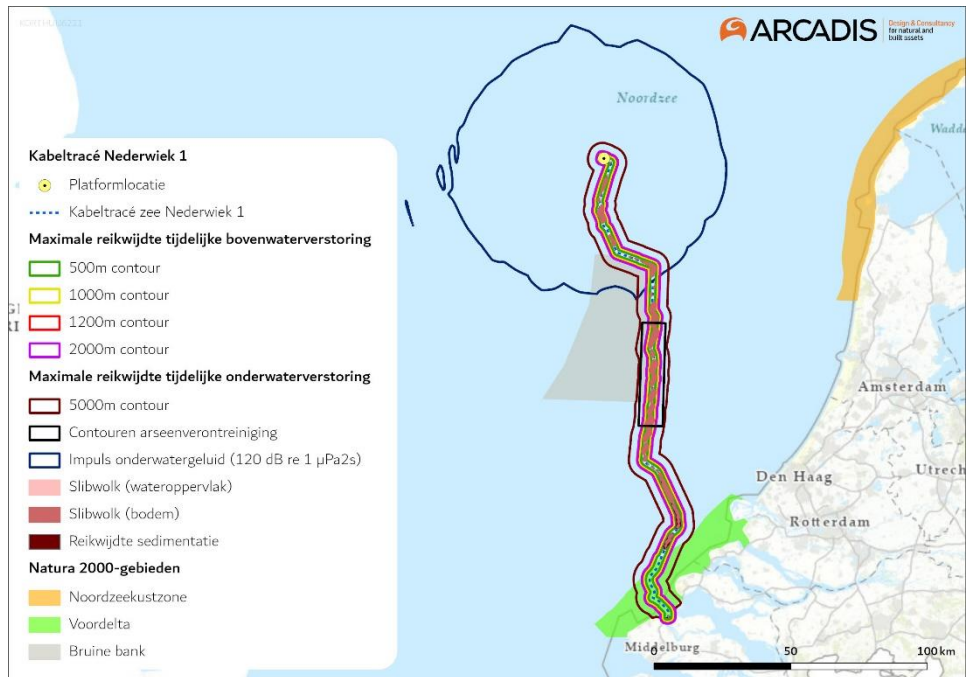 ARCADIS
Design & Consultancy
for natural and
built assets
Noordzee
Kabeltracé Nederwiek 1
Platformlocatie
Kabeltracé zee Nederwiek 1
Maximale reikwijdte tijdelijke bovenwaterverstoring
500m contour
1000m contour
1200m contour
2000m contour
Maximale reikwijdte tijdelijke onderwaterverstoring
5000m contour
Contouren arseenverontreiniging
Impuls onderwatergeluid (120 dB re 1 µPa2s)
Slibwolk (wateroppervlak)
Slibwolk (bodem)
Reikwijdte sedimentatie
Natura 2000-gebieden
Noordzeekustzone
Voordelta
Bruine bank
Wadde
Amsterdam
Den Haag
Utrech
Rotterdam
Middelburg
0 50 100 km